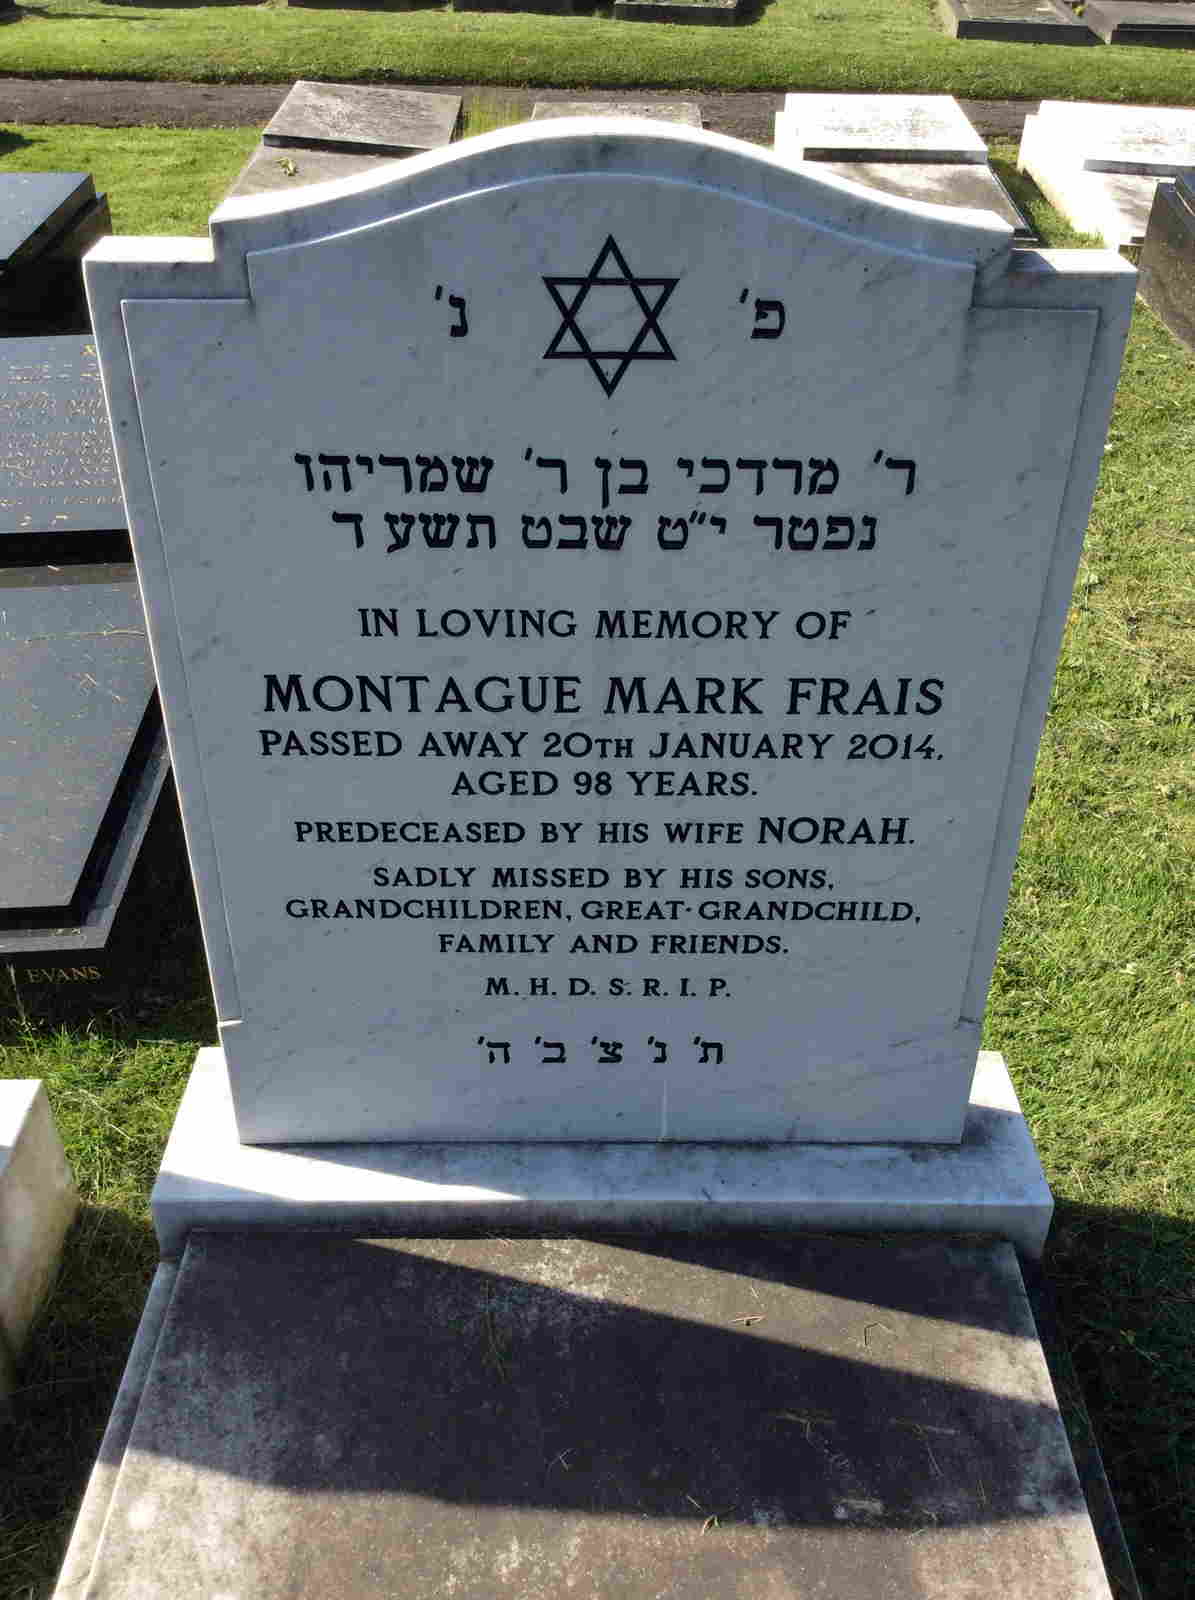 פ' נ'
ר' מרדכי בן ר' שמריהו
נפטר י"ט שבט תשע ד
IN LOVING MEMORY OF
MONTAGUE MARK FRAIS
PASSED AWAY 20TH JANUARY 2014.
AGED 98 YEARS.
PREDECEASED BY HIS WIFE NORAH.
SADLY MISSED BY HIS SONS,
GRANDCHILDREN, GREAT-GRANDCHILD,
FAMILY AND FRIENDS.
M. H. D. S. R. I. P.
ת' נ' צ' ב' ה'
EVANS